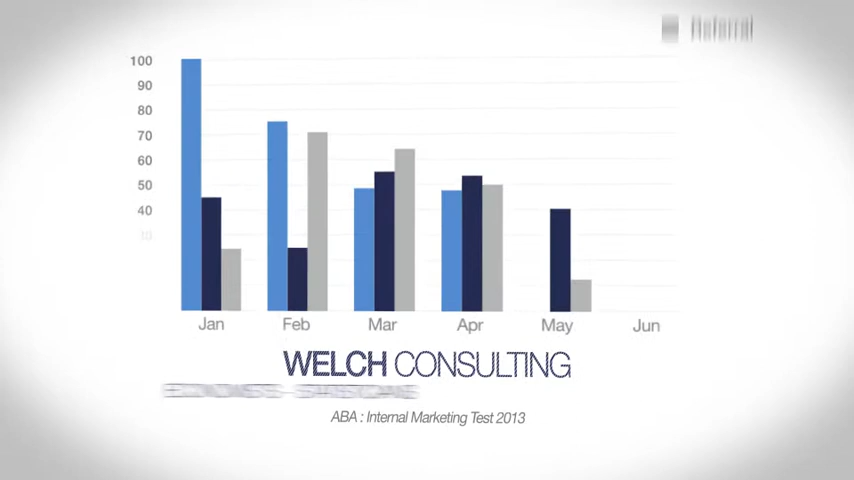 Referral
100
90
80
70
60
50
40
Jan Feb Mar Apr May Jun
WELCH CONSULTING
ABA : Internal Marketing Test 2013